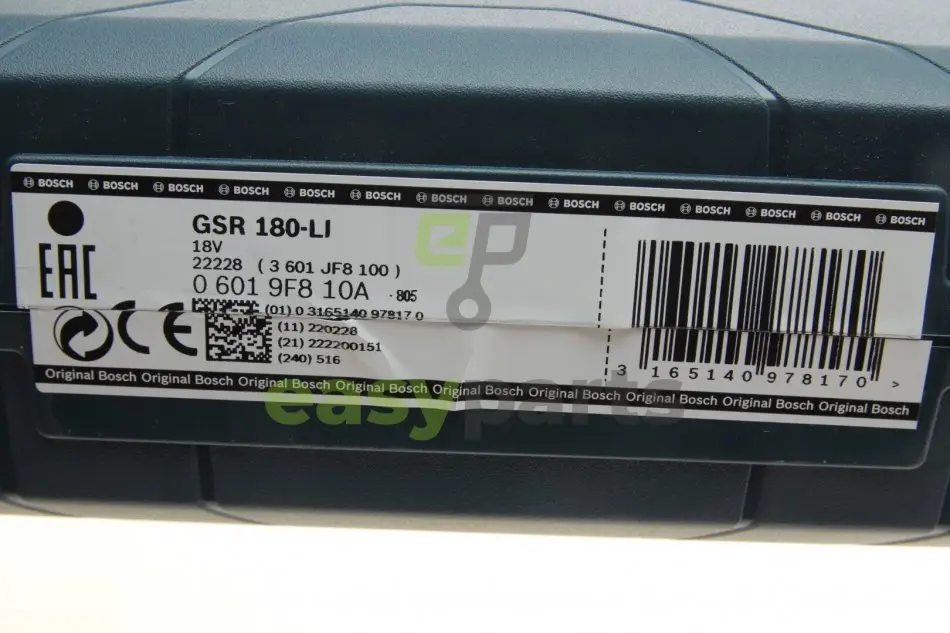 BOSCH BOSCH BOSCH BOSCH BOSCH BOSCH BOSCH BOSCH BOSCH BOSCH BOSCH BOSCH BOSCH BOSCH
EAC
GSR 180-LI
18V
22228 ( 3 601 JF8 100 )
0 601 9F8 10A · 805
(01) 0 3165140 97817 0
(11) 220228
(21) 222200151
(240) 516
CE
3 165140 978170 >
Original Bosch Original Bosch Original Bosch Original Bosch Original Bosch Original Bosch Original Bosch Original Bosch Original Bosch
ep
easyparts